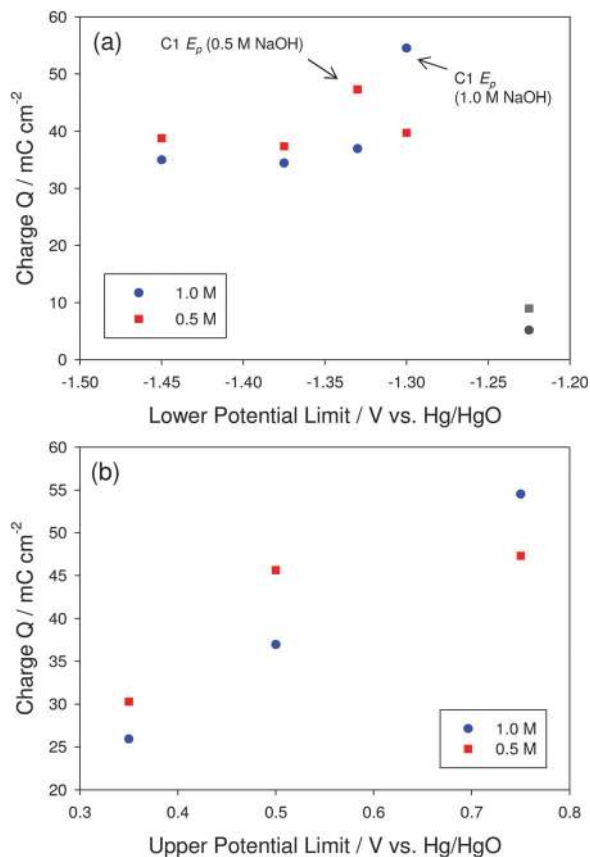 (a)
C1 Ep (0.5 M NaOH)
C1 Ep
(1.0 M NaOH)
60
50
40
30
20
10
0
Charge Q / mC cm-2
1.0 M
0.5 M
-1.50 -1.45 -1.40 -1.35 -1.30 -1.25 -1.20
Lower Potential Limit / V vs. Hg/HgO
(b)
60
55
50
45
40
35
30
25
20
Charge Q / mC cm-2
1.0 M
0.5 M
0.3 0.4 0.5 0.6 0.7 0.8
Upper Potential Limit / V vs. Hg/HgO